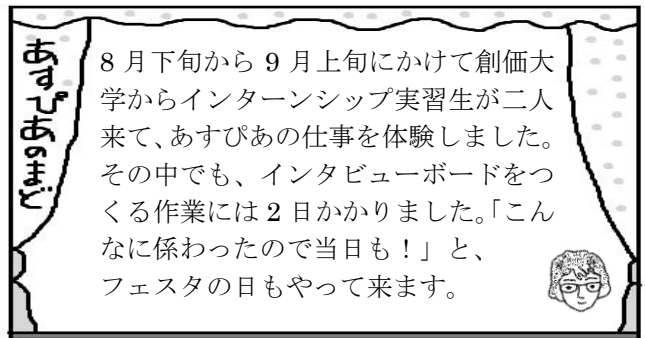 あすぴあのまど
8 月下旬から 9 月上旬にかけて創価大
学からインターンシップ実習生が二人
来て、あすぴあの仕事を体験しました。
その中でも、インタビューボードをつ
くる作業には 2 日かかりました。「こん
なに係わったので当日も！」と、
フェスタの日もやって来ます。